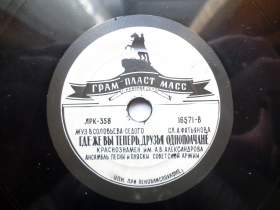 ГРАМ ПЛАСТ МАСС
ЛРК-358 16571-В
МУЗ.В.СОЛОВЬЕВА-СЕДОГО СЛ.А.ФАТЬЯНОВА
ГДЕ ЖЕ ВЫ ТЕПЕРЬ,ДРУЗЬЯ ОДНОПОЛЧАНЕ
КРАСНОЗНАМЕН ИМ. А.В.АЛЕКСАНДРОВА
АНСАМБЛЬ ПЕСНИ И ПЛЯСКИ СОВЕТСКОЙ АРМИИ